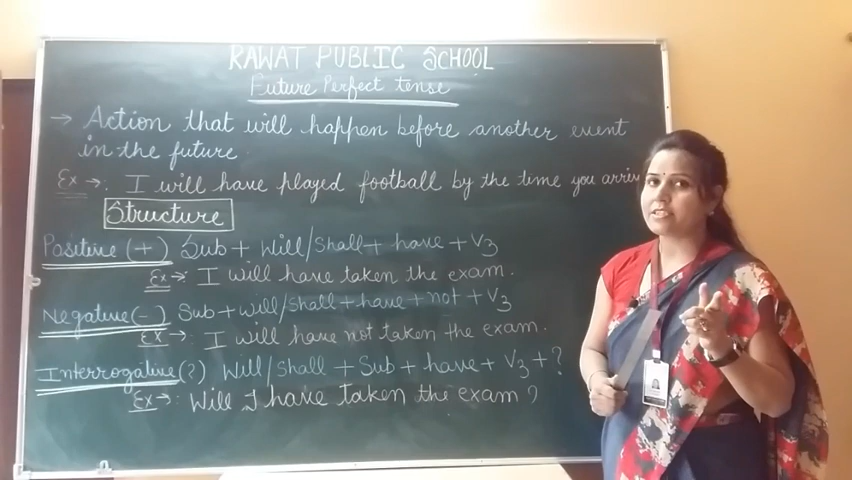 RAWAT PUBLIC SCHOOL
Future Perfect tense
→ Action that will happen before another event
in the future.
Ex →: I will have played football by the time you arriv
Structure
Positive (+) Sub + Will/Shall + have + V3
Ex →: I will have taken the exam.
Negative (-) Sub + will/shall + have + not + V3
Ex →: I will have not taken the exam.
Interrogative (?) Will/Shall + Sub + have + V3 + ?
Ex →: Will I have taken the exam ?